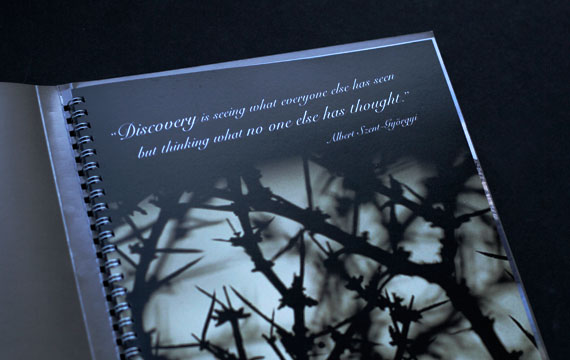 “Discovery is seeing what everyone else has seen
but thinking what no one else has thought.”
Albert Szent-Györgyi